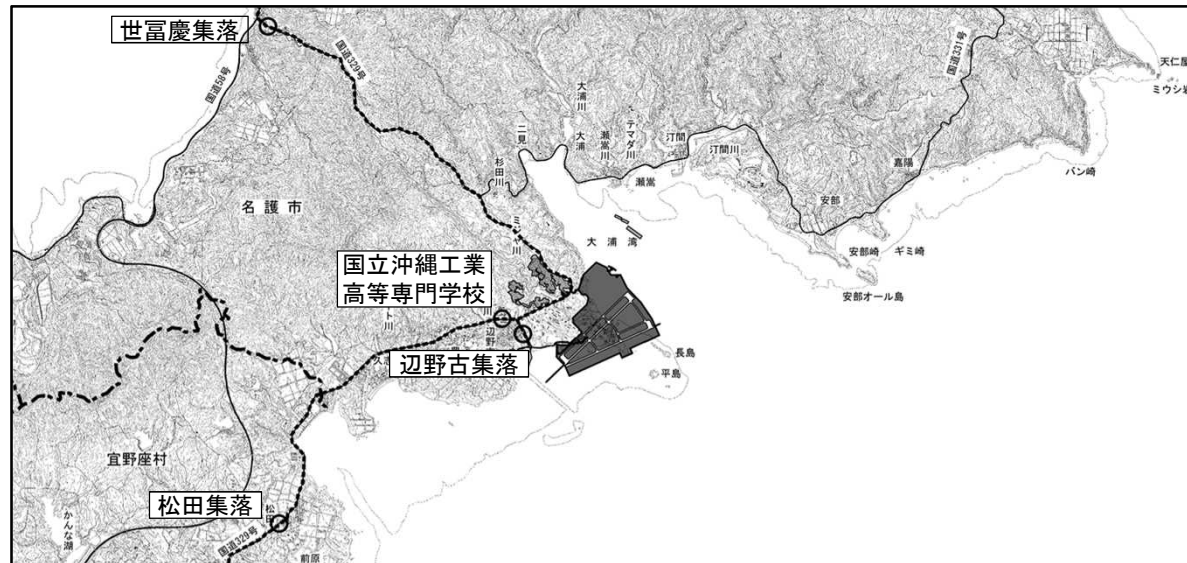 世冨慶集落
国道58号
国道329号
国道331号
天仁屋
ミウシ岩
バン崎
大浦川
大浦
瀬嵩川
テマダ川
汀間
汀間川
二見
杉田川
瀬嵩
嘉陽
安部
名護市
ミジャ川
大浦湾
安部崎
ギミ崎
安部オール島
国立沖縄工業
高等専門学校
辺野古集落
長島
平島
宜野座村
松田集落
松田
かんな湖
国道329号
前原